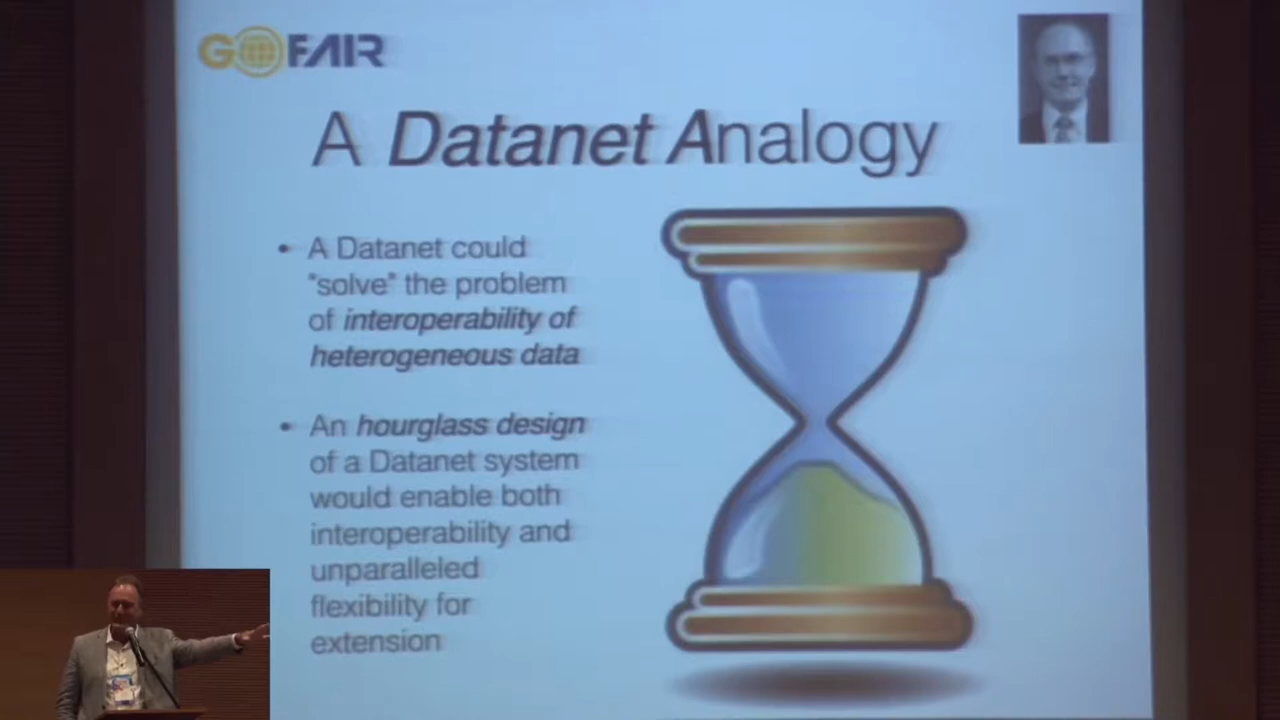 GOFAIR
A Datanet Analogy
• A Datanet could
"solve" the problem
of interoperability of
heterogeneous data
• An hourglass design
of a Datanet system
would enable both
interoperability and
unparalleled
flexibility for
extension